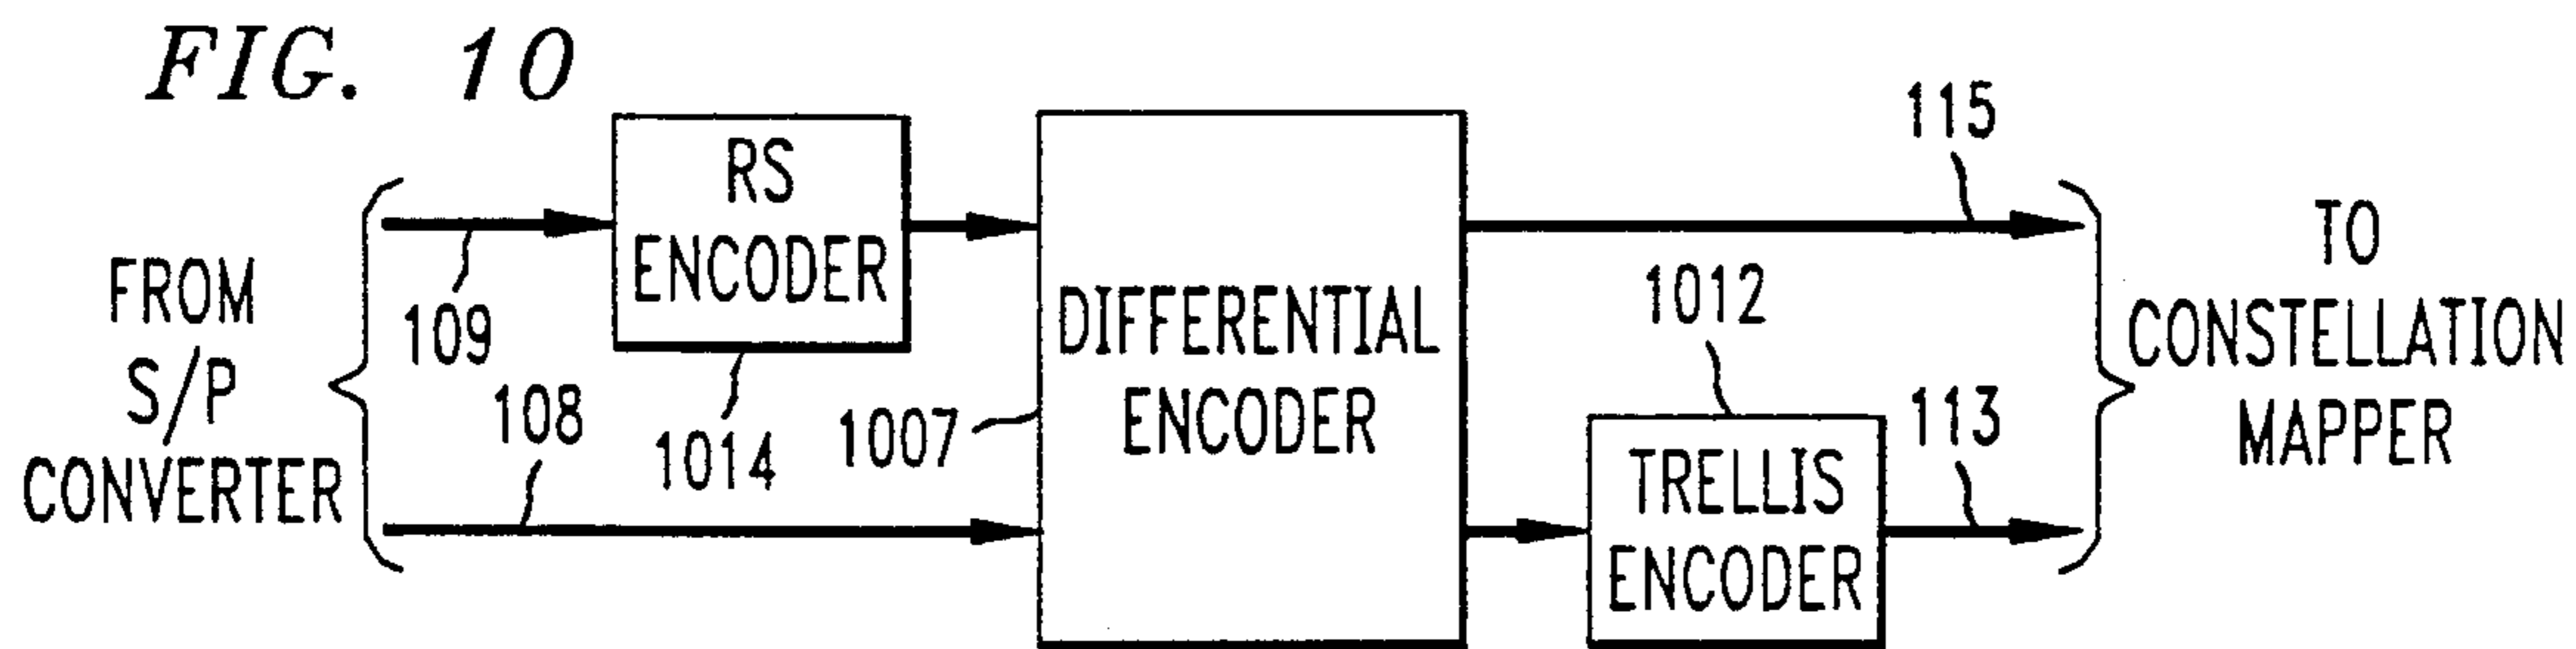 FIG. 10
FROM
S/P
CONVERTER
109
108
RS
ENCODER
1014
1007
DIFFERENTIAL
ENCODER
115
1012
TRELLIS
ENCODER
113
TO
CONSTELLATION
MAPPER